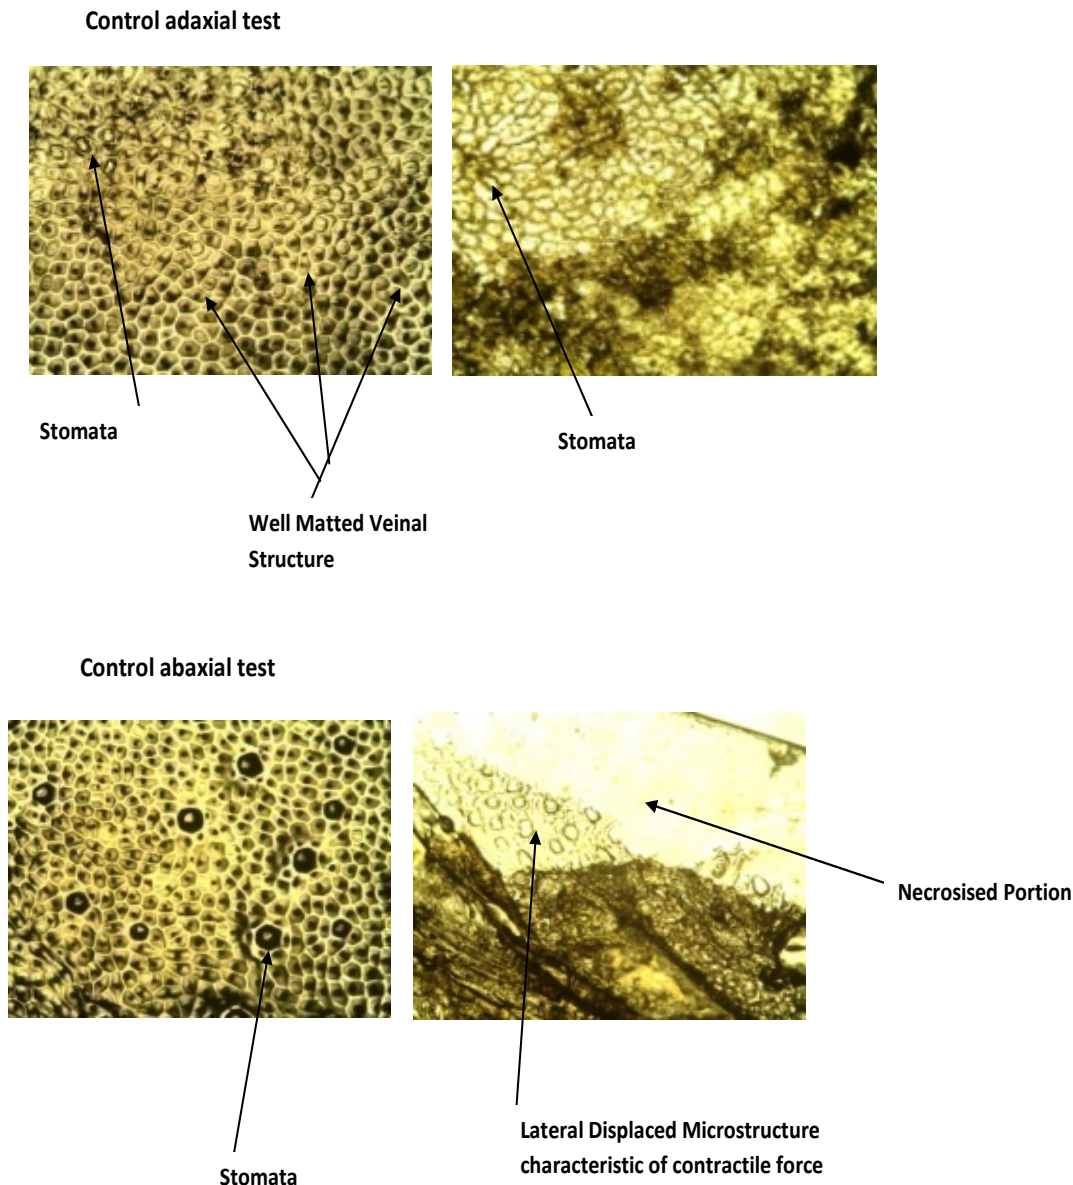 Control adaxial test
Stomata
Stomata
Well Matted Veinal
Structure
Control abaxial test
Necrosised Portion
Lateral Displaced Microstructure
characteristic of contractile force
Stomata